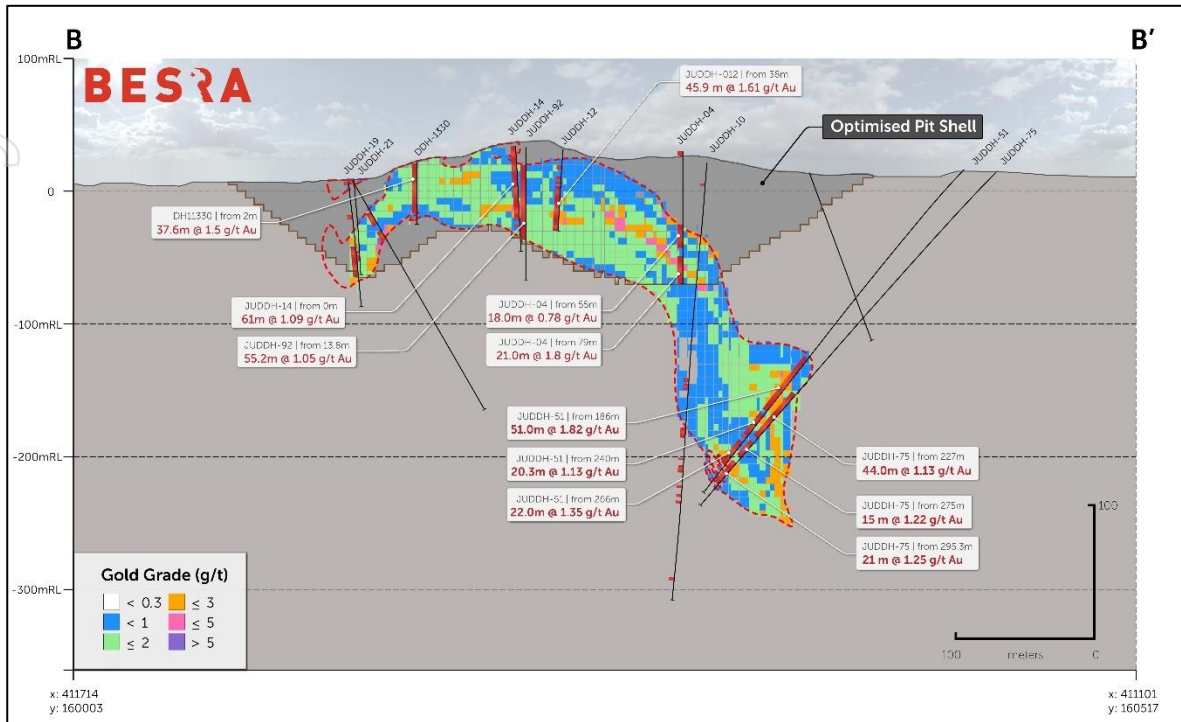 B
B'
100mRL
BESRA
JUDDH-012 | from 35m
45.9 m @ 1.61 g/t Au
JUDDH-19
JUDDH-21
DDH-1330
JUDDH-14
JUDDH-92
JUDDH-12
JUDDH-04
JUDDH-10
Optimised Pit Shell
JUDDH-51
JUDDH-75
0
DH11330 | from 2m
37.6m @ 1.5 g/t Au
JUDDH-14 | from 0m
61m @ 1.09 g/t Au
JUDDH-92 | from 13.8m
55.2m @ 1.05 g/t Au
JUDDH-04 | from 55m
18.0m @ 0.78 g/t Au
JUDDH-04 | from 79m
21.0m @ 1.8 g/t Au
-100mRL
JUDDH-51 | from 186m
51.0m @ 1.82 g/t Au
JUDDH-51 | from 240m
20.3m @ 1.13 g/t Au
JUDDH-51 | from 266m
22.0m @ 1.35 g/t Au
-200mRL
JUDDH-75 | from 227m
44.0m @ 1.13 g/t Au
JUDDH-75 | from 275m
15 m @ 1.22 g/t Au
JUDDH-75 | from 295.3m
21 m @ 1.25 g/t Au
-300mRL
Gold Grade (g/t)
< 0.3
≤ 3
< 1
≤ 5
≤ 2
> 5
100
100 meters 0
x: 411714
y: 160003
x: 411101
y: 160517